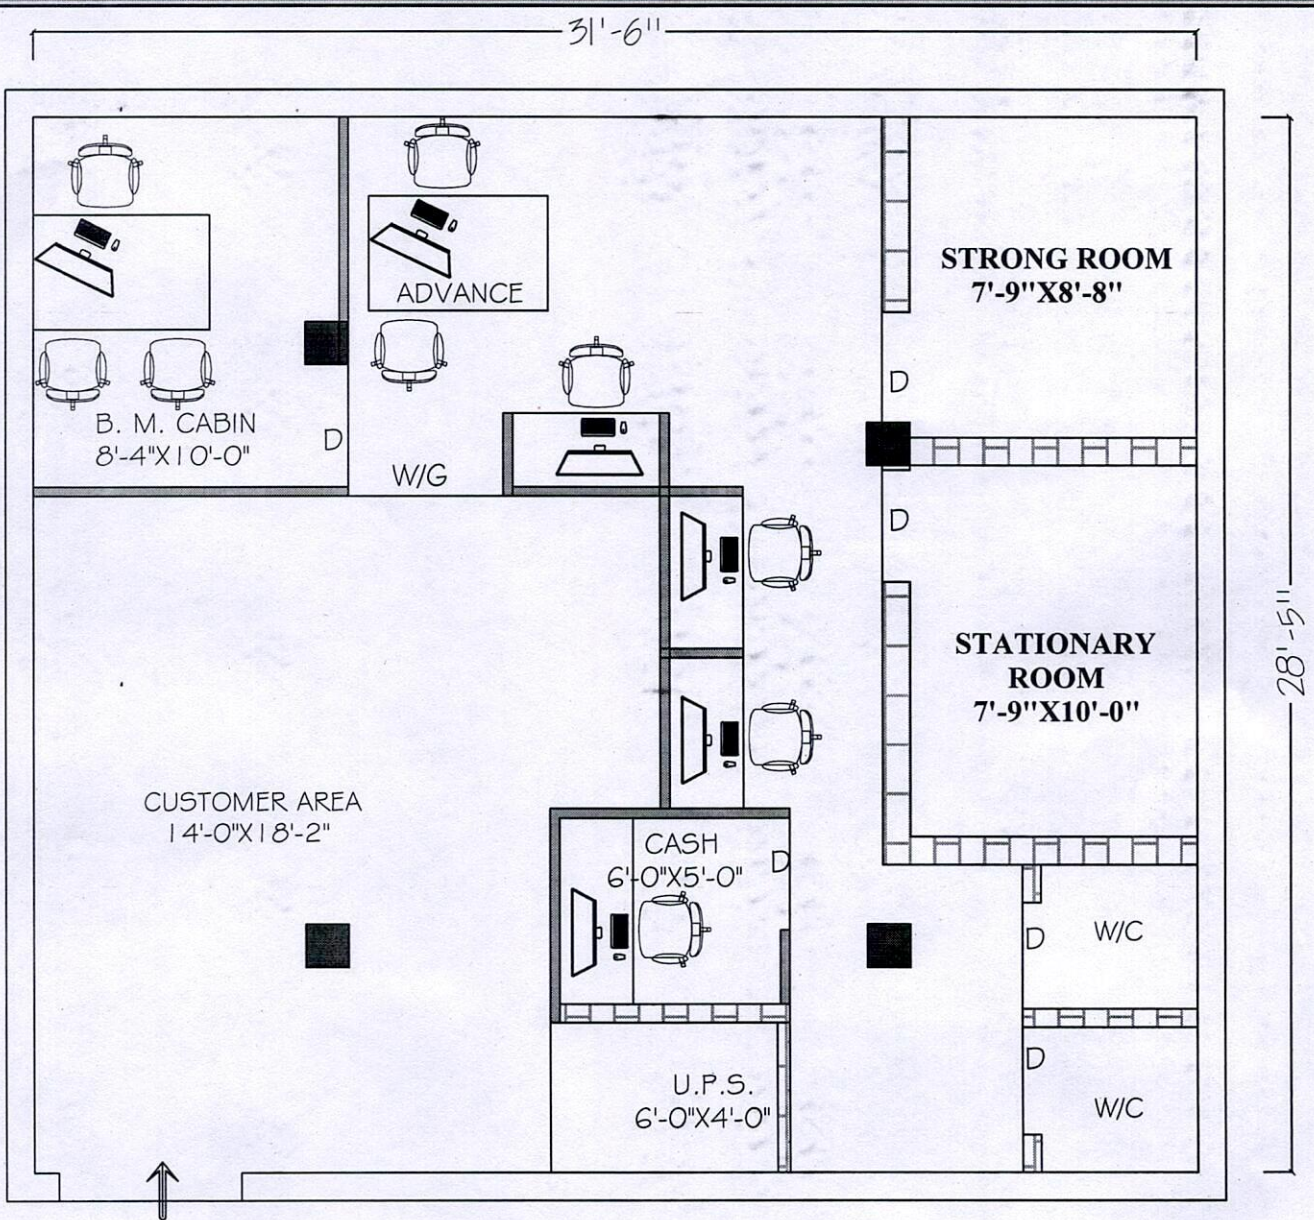 31'-6"
STRONG ROOM
7'-9"X8'-8"
ADVANCE
D
B. M. CABIN
8'-4"X10'-0"
D
W/G
D
28'-5"
STATIONARY
ROOM
7'-9"X10'-0"
CUSTOMER AREA
14'-0"X18'-2"
CASH
6'-0"X5'-0"
D
W/C
D
D
U.P.S.
6'-0"X4'-0"
W/C